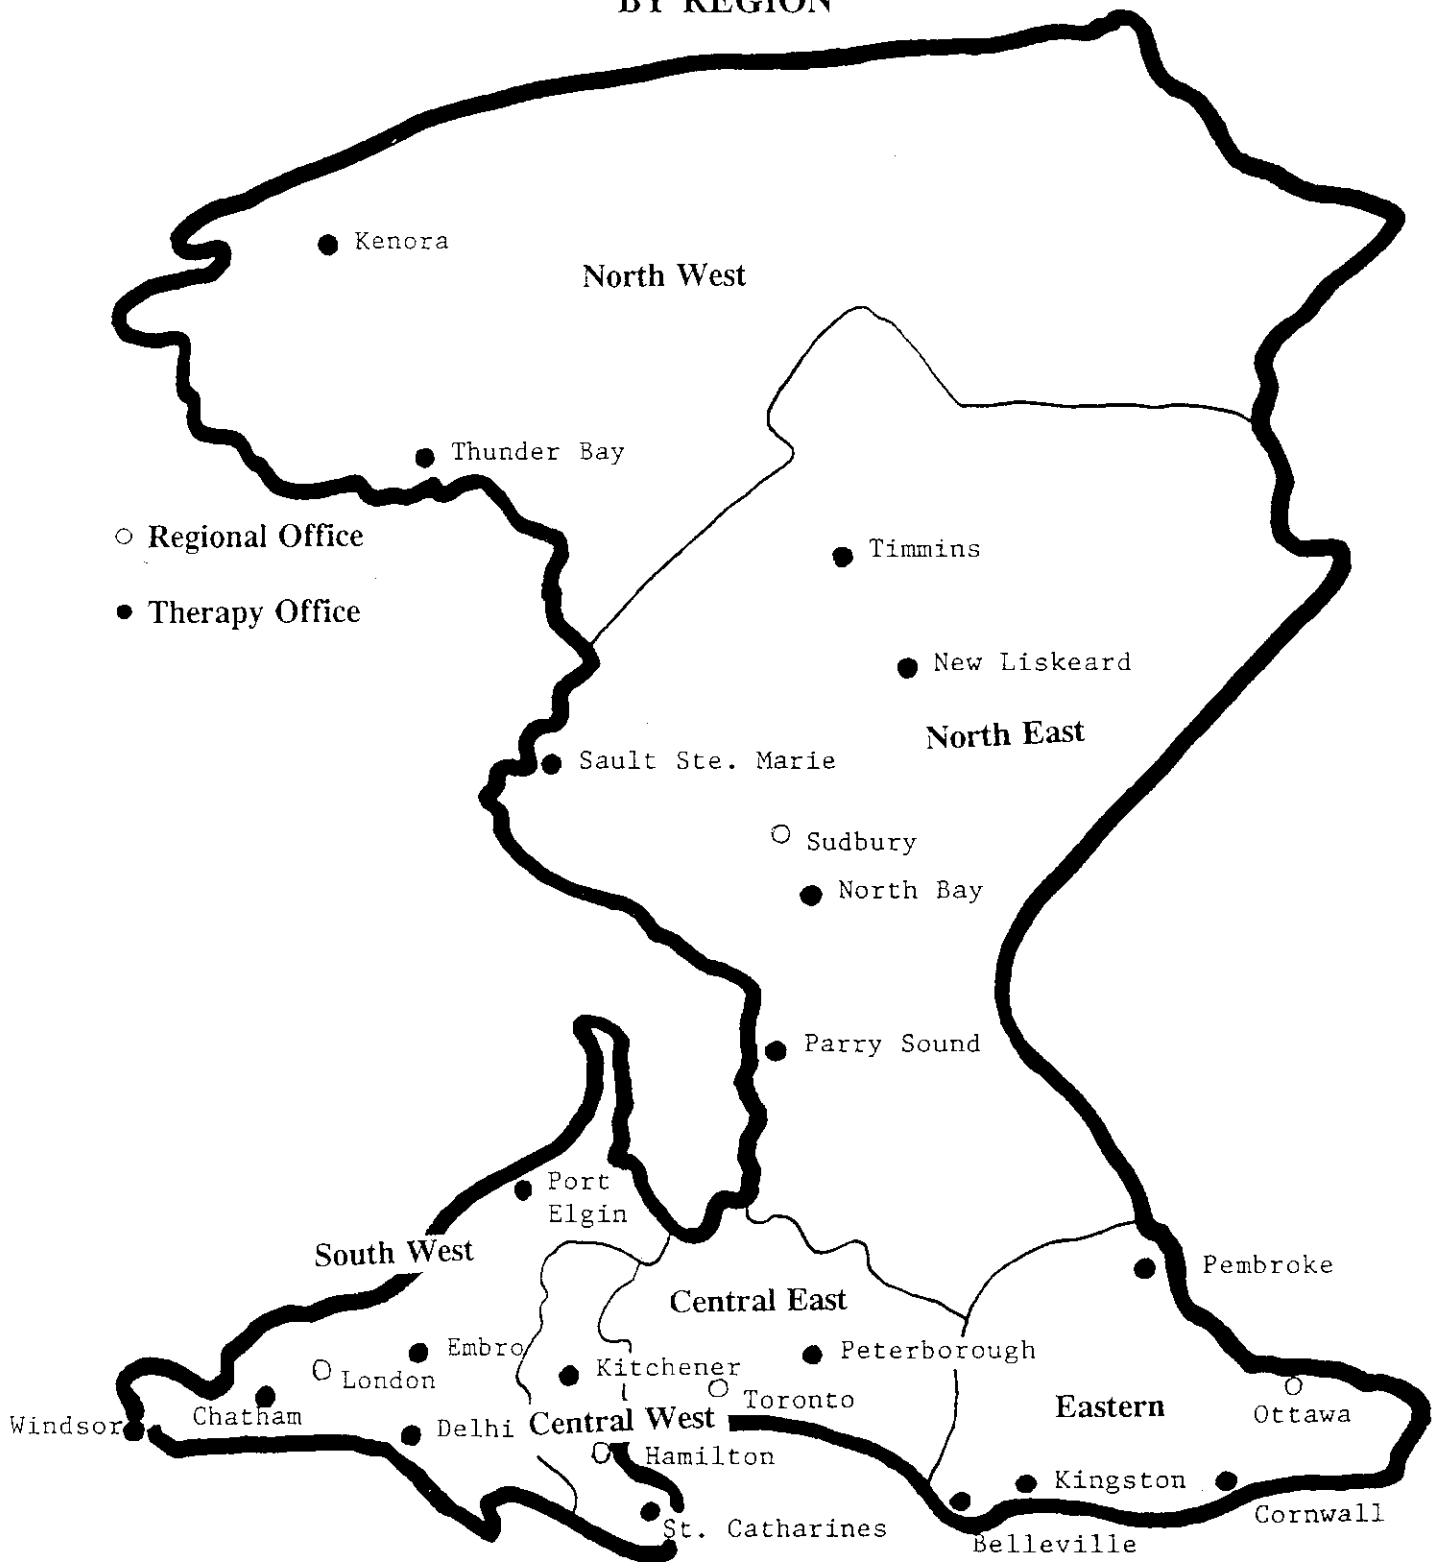 BY REGION
Kenora
North West
Thunder Bay
Regional Office
Timmins
Therapy Office
New Liskeard
North East
Sault Ste. Marie
Sudbury
North Bay
Parry Sound
Port
Elgin
South West
Pembroke
Central East
Embro
Peterborough
Kitchener
London
Toronto
Chatham
Eastern
Ottawa
Windsor
Delhi
Central West
Hamilton
Kingston
Cornwall
St. Catharines
Belleville